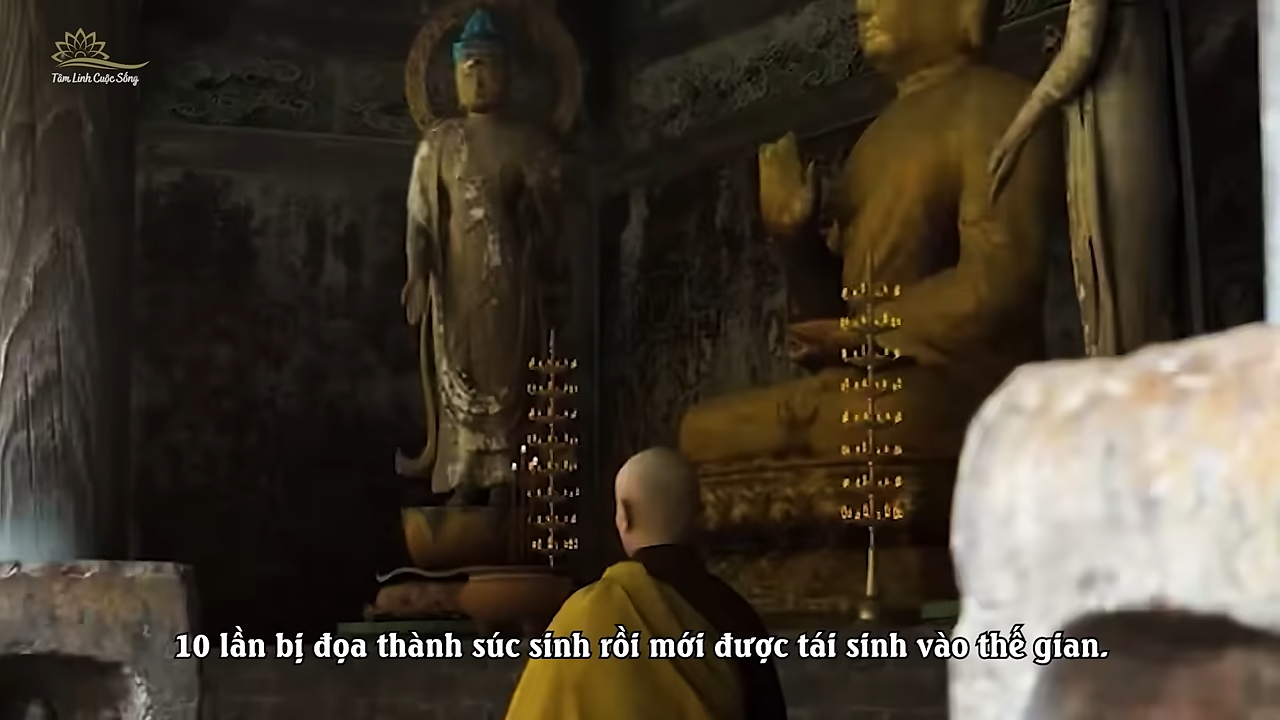 Tâm Linh Cuộc Sống
10 lần bị đọa thành súc sinh rồi mới được tái sinh vào thế gian.